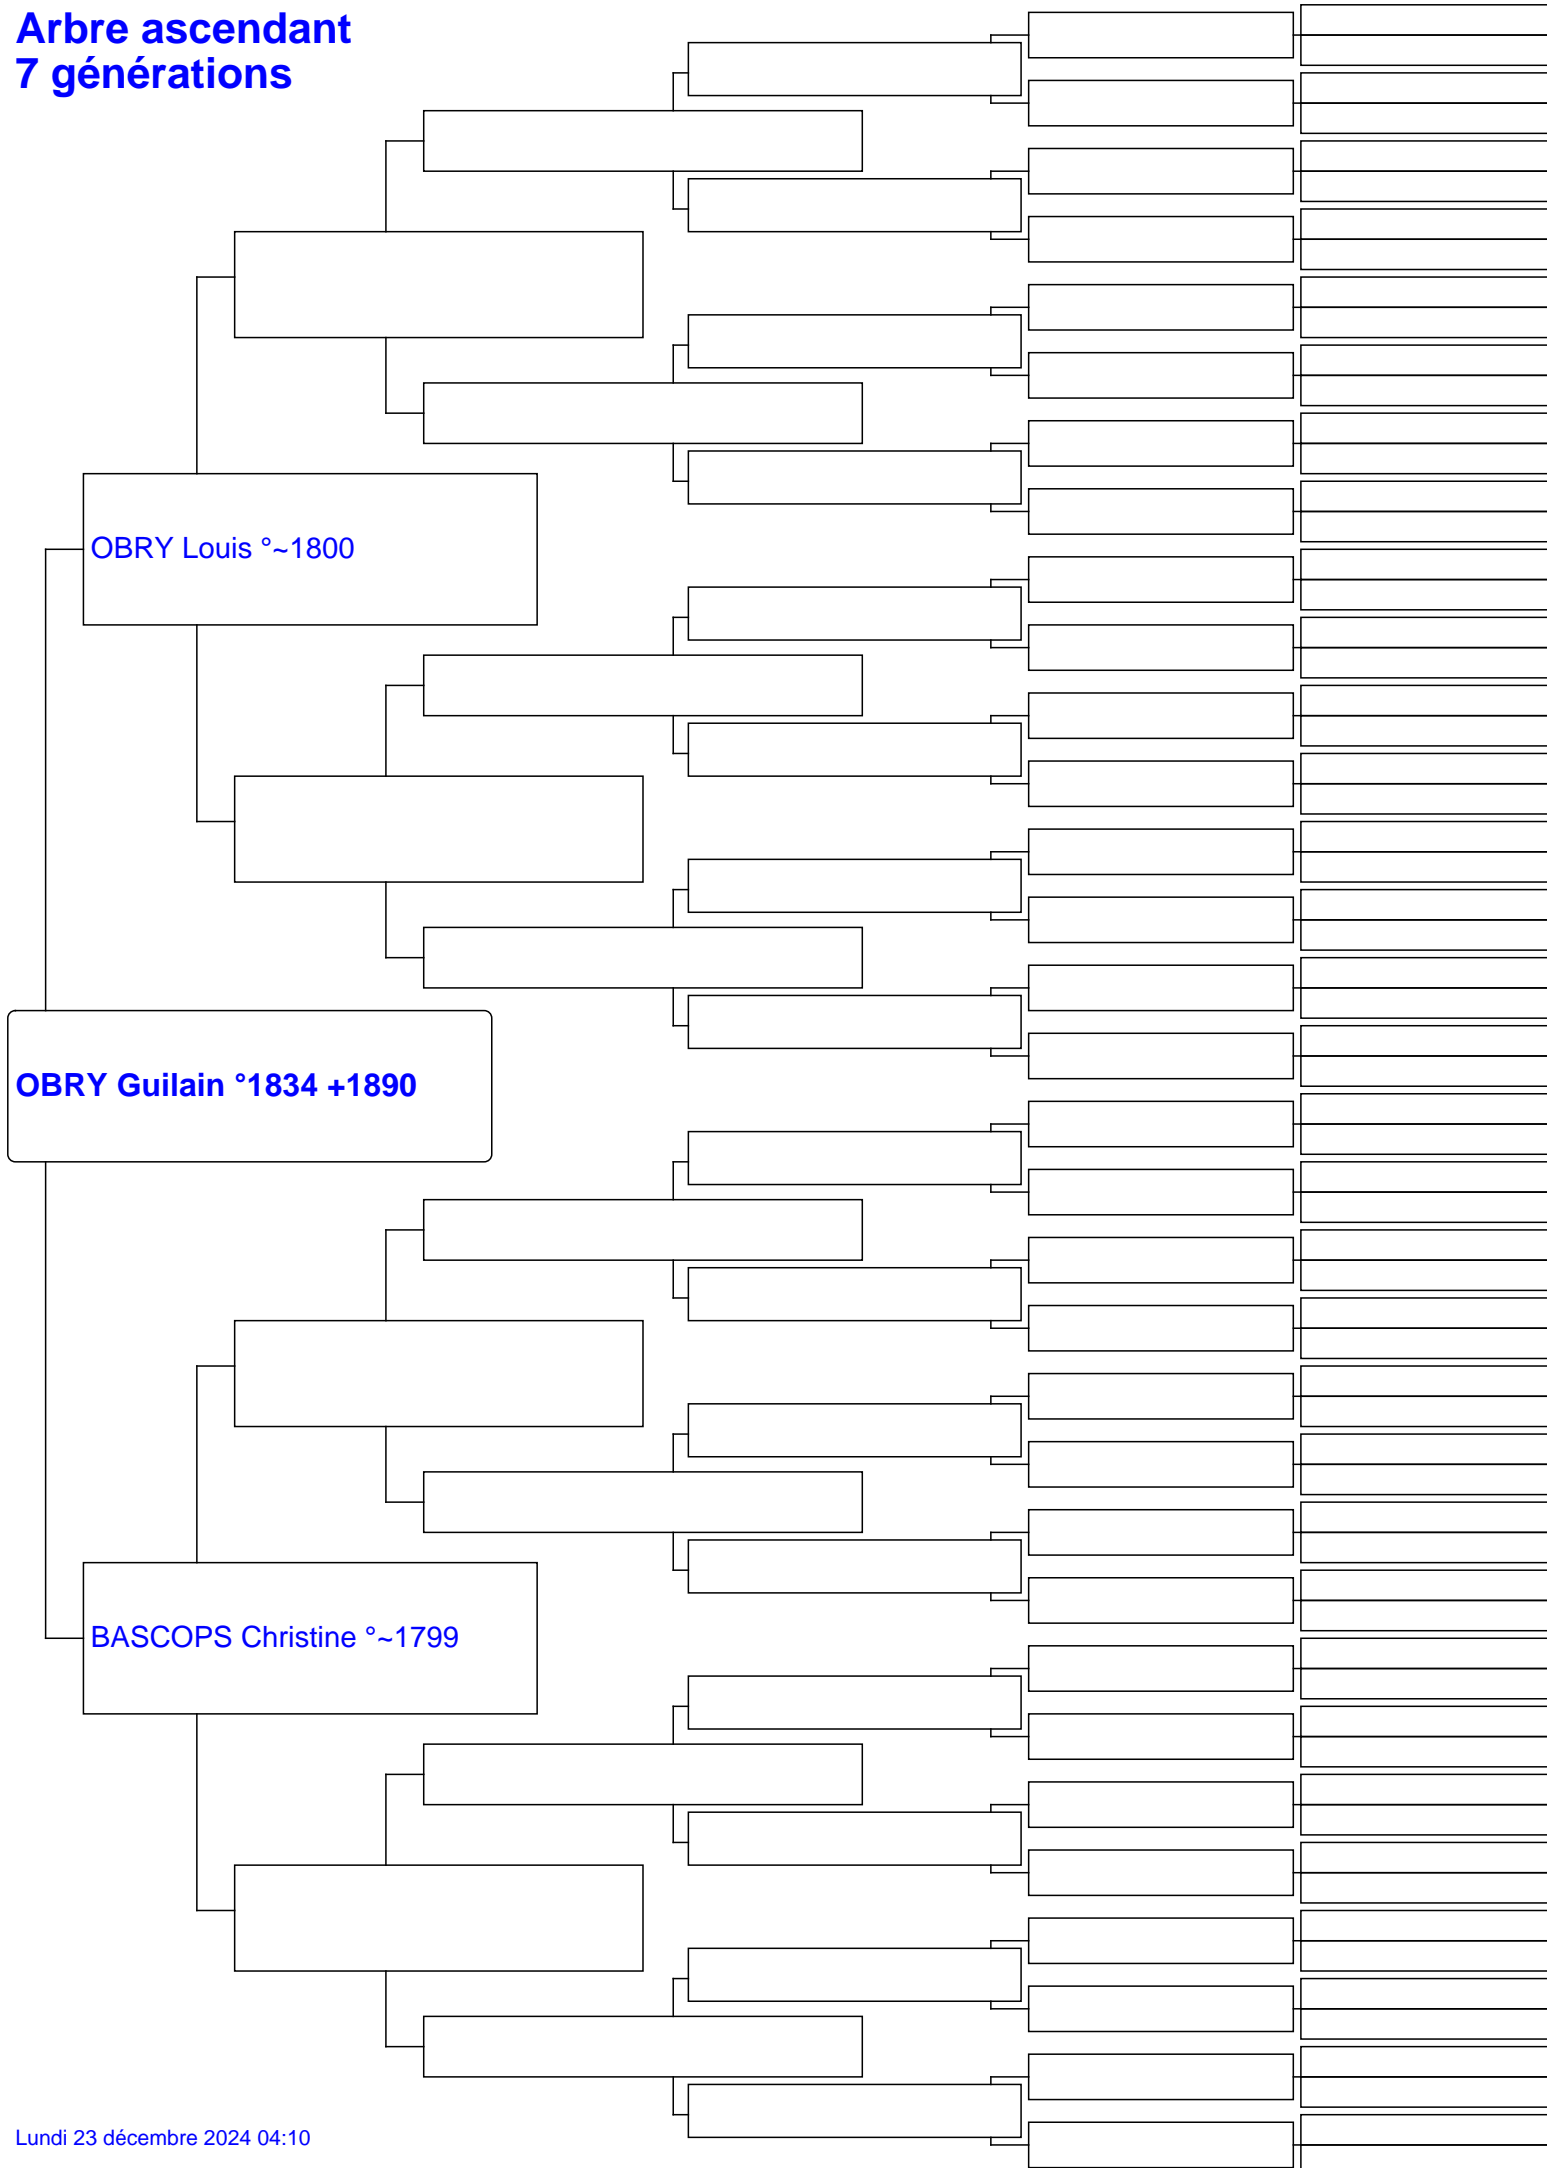 Arbre ascendant
7 générations
OBRY Louis °~1800
OBRY Guilain °1834 +1890
BASCOPS Christine °~1799
Lundi 23 décembre 2024 04:10